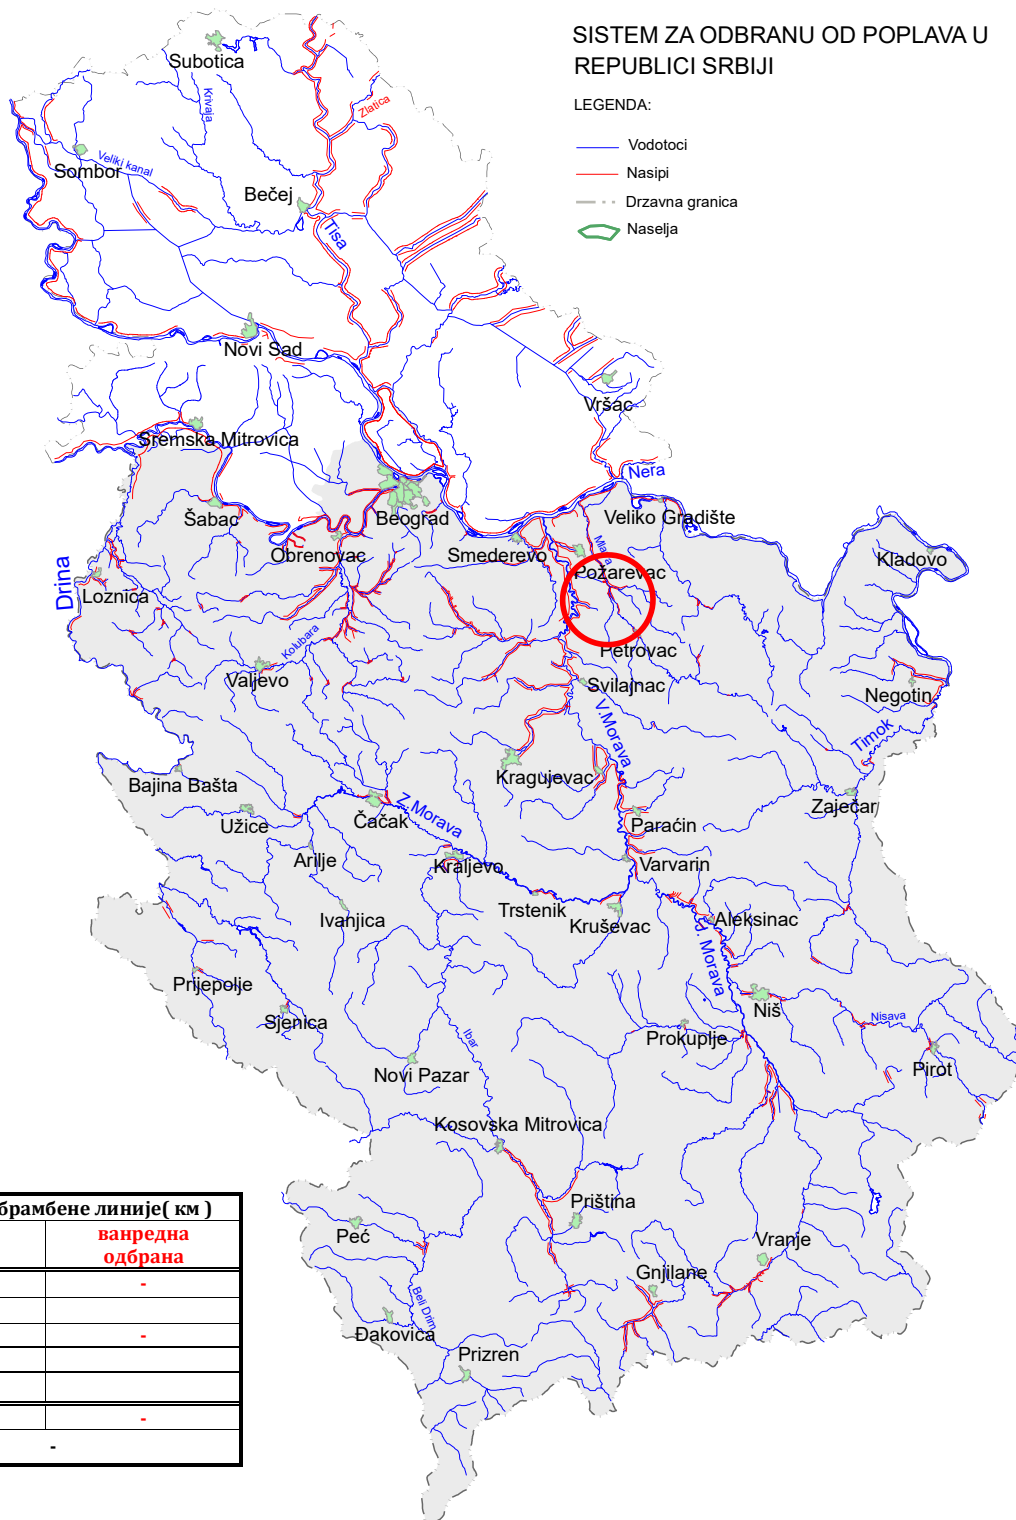 SISTEM ZA ODBRANU OD POPLAVA U
REPUBLICI SRBIJI
LEGENDA:
Vodotoci
Nasipi
Drzavna granica
Naselja
Subotica
Krivaja
Zlatica
Sombor
Veliki kanal
Bečej
Tisa
Novi Sad
Vršac
Sremska Mitrovica
Nera
Šabac
Beograd
Veliko Gradište
Obrenovac
Smederevo
Kladovo
Drina
Požarevac
Loznica
Kolubara
Petrovac
Valjevo
Svilajnac
Negotin
V.Morava
Timok
Bajina Bašta
Kragujevac
Zaječar
Užice
Čačak
Z.Morava
Paraćin
Arilje
Kraljevo
Varvarin
Ivanjica
Trstenik
Kruševac
Aleksinac
J. Morava
Prijepolje
Sjenica
Niš
Nisava
Ibar
Prokuplje
Pirot
Novi Pazar
Kosovska Mitrovica
Priština
Peć
Vranje
Gnjilane
Beli Drim
Đakovica
Prizren
брамбене линије( км )
ванредна
одбрана
-
-
-
-